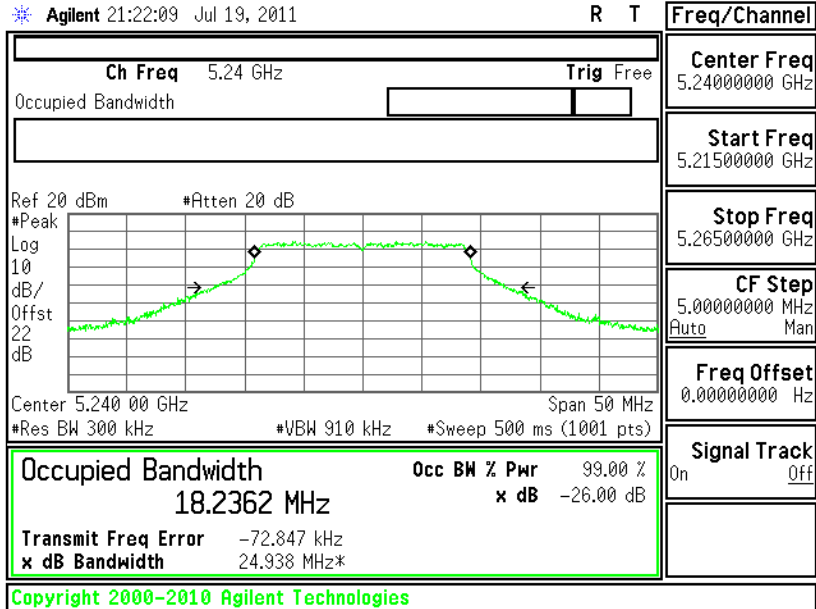 Agilent 21:22:09 Jul 19, 2011 R T
Ch Freq 5.24 GHz Trig Free
Occupied Bandwidth
Ref 20 dBm #Atten 20 dB
#Peak
Log
10
dB/
Offst
22
dB
Center 5.240 00 GHz Span 50 MHz
#Res BW 300 kHz #VBW 910 kHz #Sweep 500 ms (1001 pts)
Occupied Bandwidth Occ BW % Pwr 99.00 %
18.2362 MHz x dB -26.00 dB
Transmit Freq Error -72.847 kHz
x dB Bandwidth 24.938 MHz*
Copyright 2000-2010 Agilent Technologies
Freq/Channel
Center Freq
5.24000000 GHz
Start Freq
5.21500000 GHz
Stop Freq
5.26500000 GHz
CF Step
5.00000000 MHz
Auto Man
Freq Offset
0.00000000 Hz
Signal Track
On Off